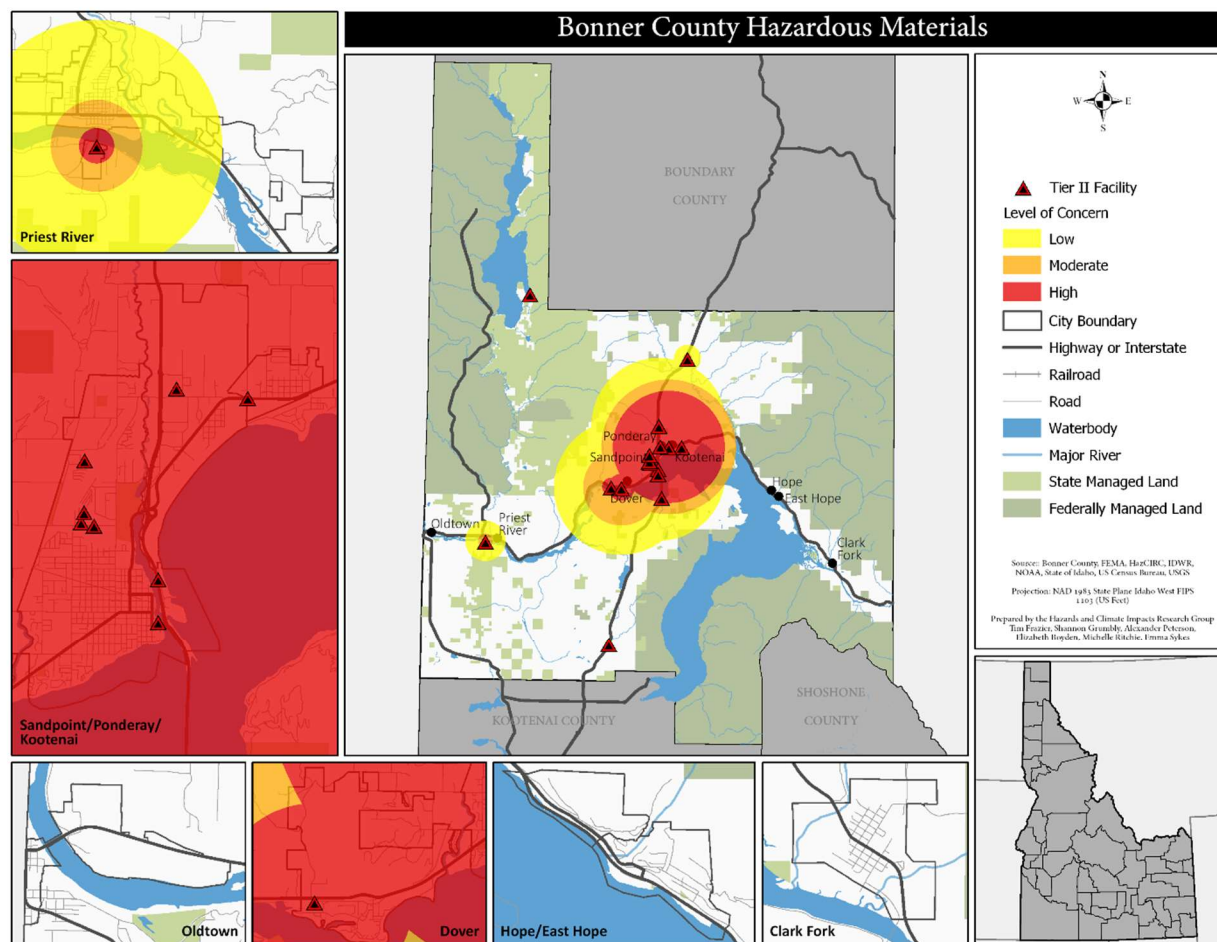 Bonner County Hazardous Materials
Priest River
Sandpoint/Ponderay/
Kootenai
BOUNDARY
COUNTY
Ponderay
Sandpoint
Kootenai
Dover
Hope
East Hope
Oldtown
Priest
River
Clark
Fork
KOOTENAI COUNTY
SHOSHONE
COUNTY
N
W E
S
Tier II Facility
Level of Concern
Low
Moderate
High
City Boundary
Highway or Interstate
Railroad
Road
Waterbody
Major River
State Managed Land
Federally Managed Land
Source: Bonner County, FEMA, HazCIRC, IDWR,
NOAA, State of Idaho, US Census Bureau, USGS
Projection: NAD 1983 State Plane Idaho West FIPS
1103 (US Feet)
Prepared by the Hazards and Climate Impacts Research Group
Tim Frazier, Shannon Grumbly, Alexander Peterson,
Elizabeth Boyden, Michelle Ritchie, Emma Sykes
Oldtown
Dover
Hope/East Hope
Clark Fork